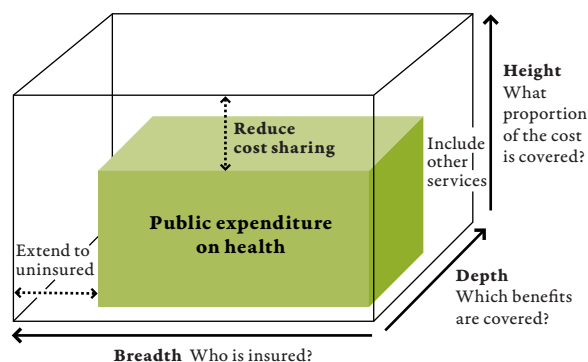 Height
What
proportion
of the cost
is covered?
Reduce
cost sharing
Include
other
services
Public expenditure
on health
Extend to
uninsured
Depth
Which benefits
are covered?
Breadth Who is insured?